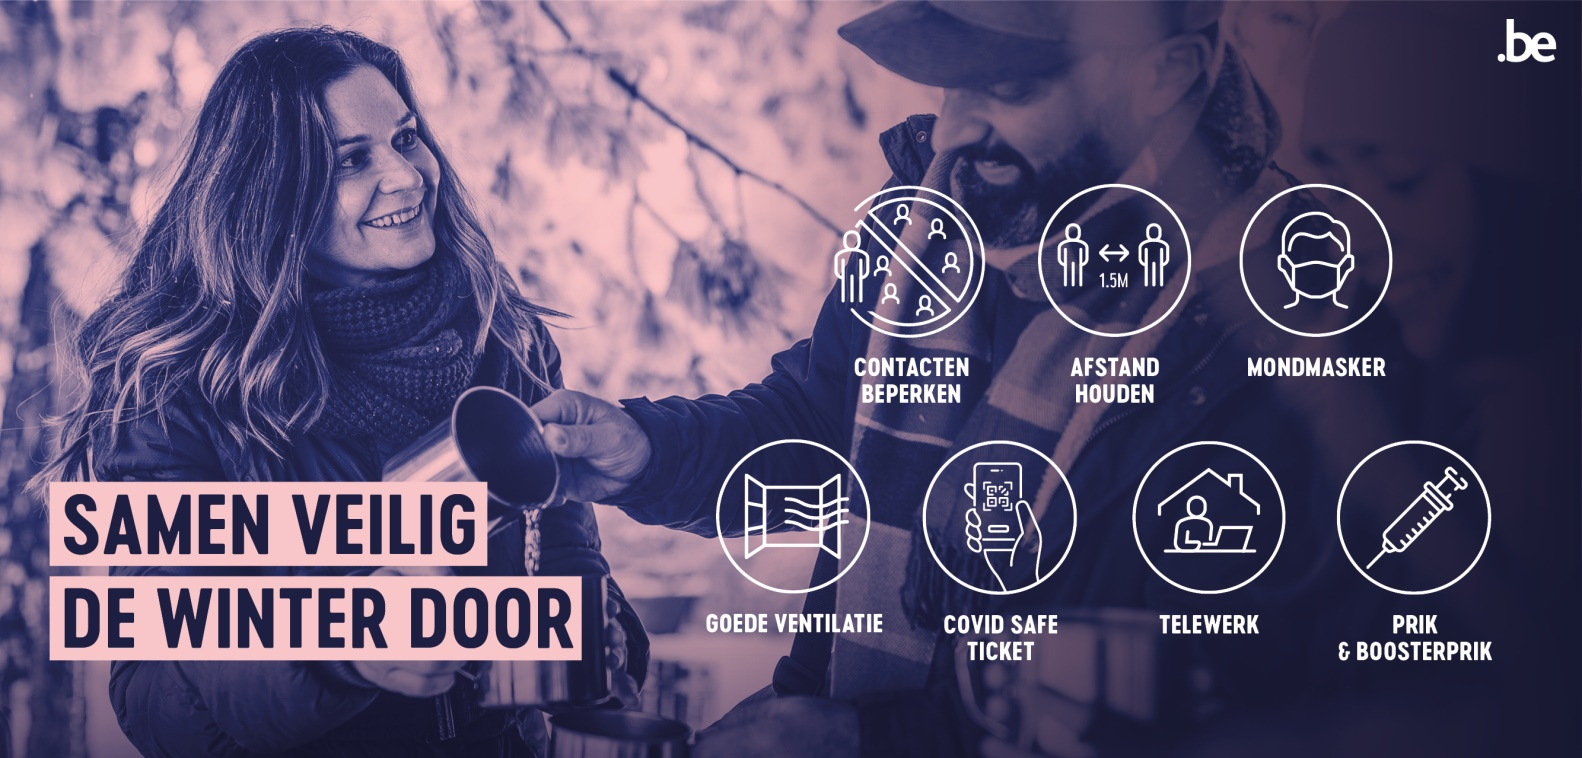 .be
1.5M
CONTACTEN
BEPERKEN
AFSTAND
HOUDEN
MONDMASKER
SAMEN VEILIG
DE WINTER DOOR
GOEDE VENTILATIE
COVID SAFE
TICKET
TELEWERK
PRIK
& BOOSTERPRIK